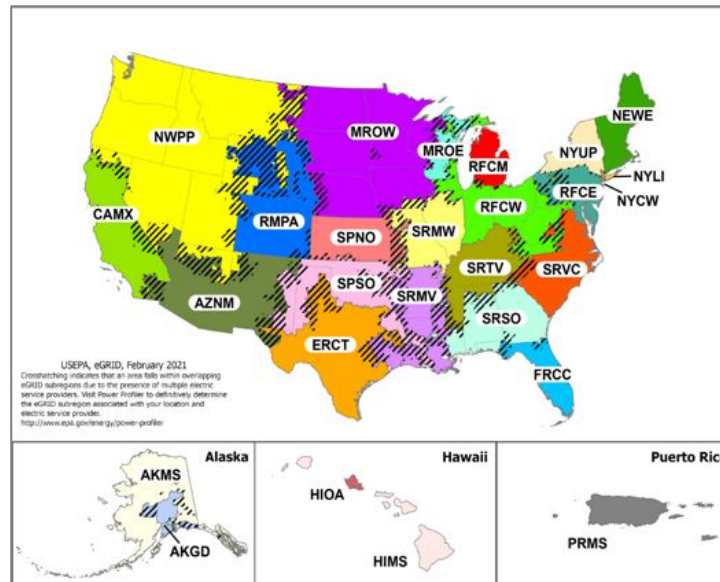 NEWE
NWPP
MROW
NYUP
MROE
RFCM
NYLI
RFCE
NYCW
CAMX
RFCW
RMPA
SRMW
SPNO
SRTV
SRVC
SPSO
AZNM
SRMV
SRSO
ERCT
FRCC
USEPA, eGRID, February 2021
Crosshatching indicates that an area falls within overlapping
eGRID subregions due to the presence of multiple electric
service providers. Visit Power Profiler to definitively determine
the eGRID subregion associated with your location and
electric service provider.
http://www.epa.gov/energy/power-profiler
Alaska
AKMS
AKGD
Hawaii
HIOA
HIMS
Puerto Rico
PRMS